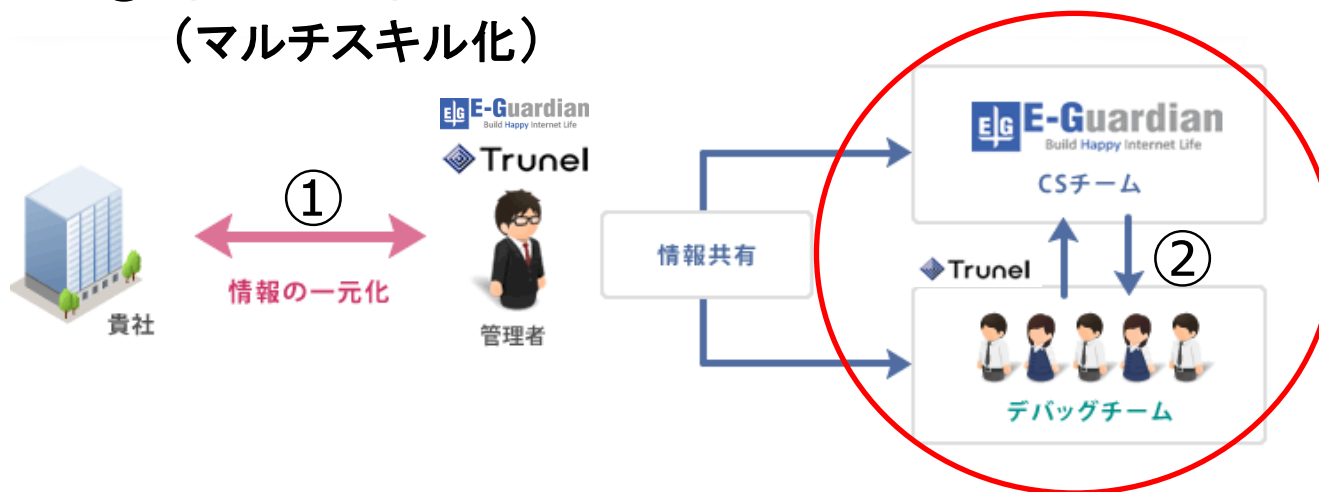 （マルチスキル化）
EG E-Guardian
Build Happy Internet Life
Trunel
①
情報の一元化
貴社
管理者
情報共有
EG E-Guardian
Build Happy Internet Life
CSチーム
②
Trunel
デバッグチーム